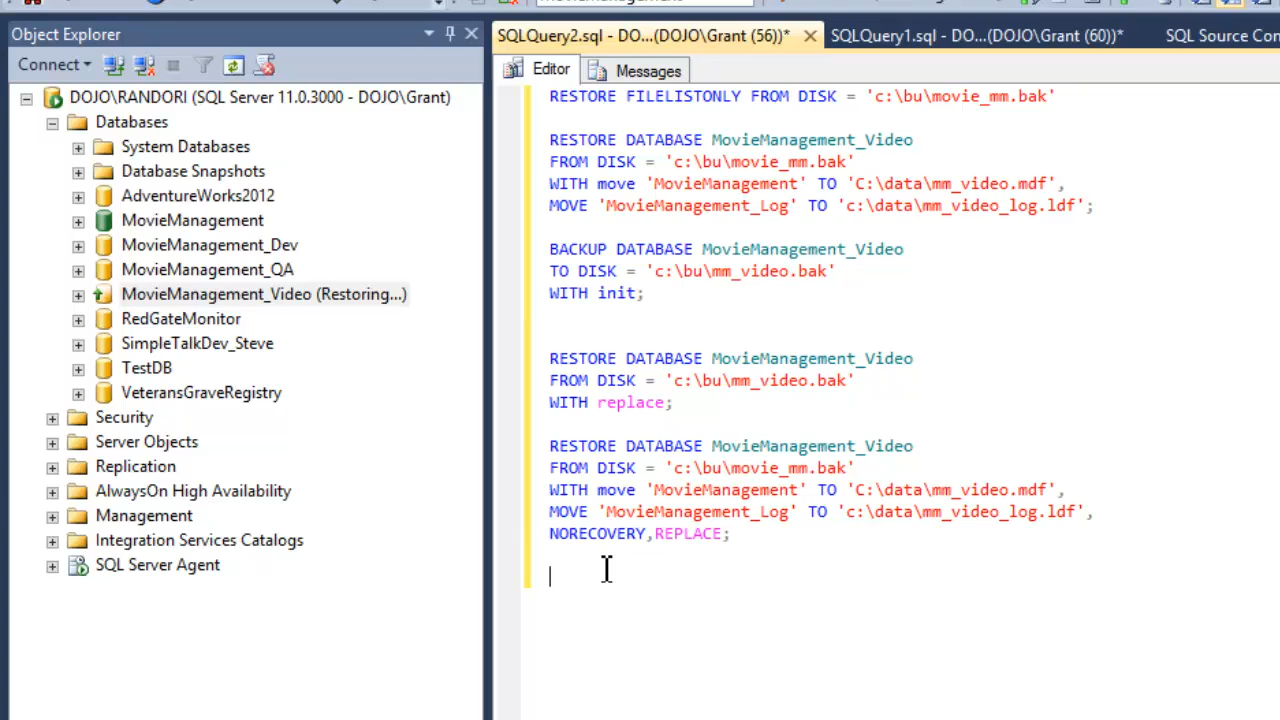 Object Explorer
Connect
DOJO\RANDORI (SQL Server 11.0.3000 - DOJO\Grant)
Databases
System Databases
Database Snapshots
AdventureWorks2012
MovieManagement
MovieManagement_Dev
MovieManagement_QA
MovieManagement_Video (Restoring...)
RedGateMonitor
SimpleTalkDev_Steve
TestDB
VeteransGraveRegistry
Security
Server Objects
Replication
AlwaysOn High Availability
Management
Integration Services Catalogs
SQL Server Agent
SQLQuery2.sql - DO...(DOJO\Grant (56))*
SQLQuery1.sql - DO...(DOJO\Grant (60))*
SQL Source Con
Editor
Messages
RESTORE FILELISTONLY FROM DISK = 'c:\bu\movie_mm.bak'
RESTORE DATABASE MovieManagement_Video
FROM DISK = 'c:\bu\movie_mm.bak'
WITH move 'MovieManagement' TO 'C:\data\mm_video.mdf',
MOVE 'MovieManagement_Log' TO 'c:\data\mm_video_log.ldf';
BACKUP DATABASE MovieManagement_Video
TO DISK = 'c:\bu\mm_video.bak'
WITH init;
RESTORE DATABASE MovieManagement_Video
FROM DISK = 'c:\bu\mm_video.bak'
WITH replace;
RESTORE DATABASE MovieManagement_Video
FROM DISK = 'c:\bu\movie_mm.bak'
WITH move 'MovieManagement' TO 'C:\data\mm_video.mdf',
MOVE 'MovieManagement_Log' TO 'c:\data\mm_video_log.ldf',
NORECOVERY,REPLACE;